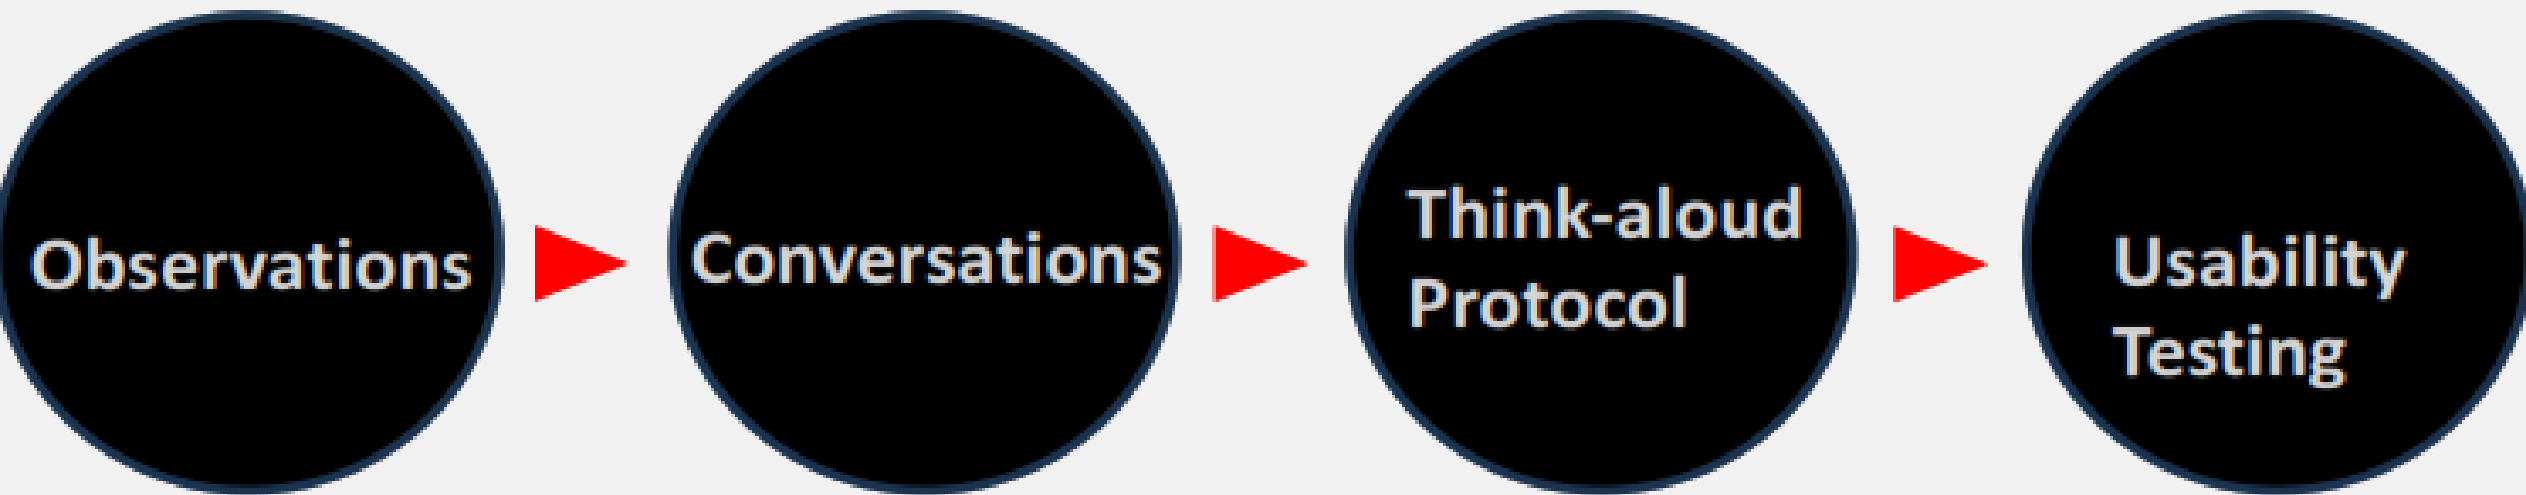 Observations
Conversations
Think-aloud
Protocol
Usability
Testing